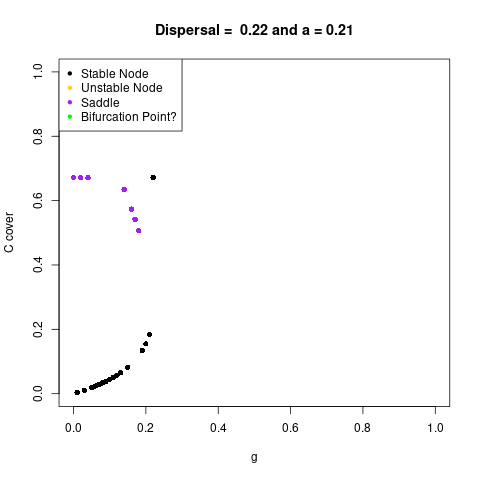 Dispersal =  0.22 and a = 0.21
Stable Node
Unstable Node
Saddle
Bifurcation Point?
1.0
0.8
0.6
0.4
0.2
0.0
C cover
0.0 0.2 0.4 0.6 0.8 1.0
g